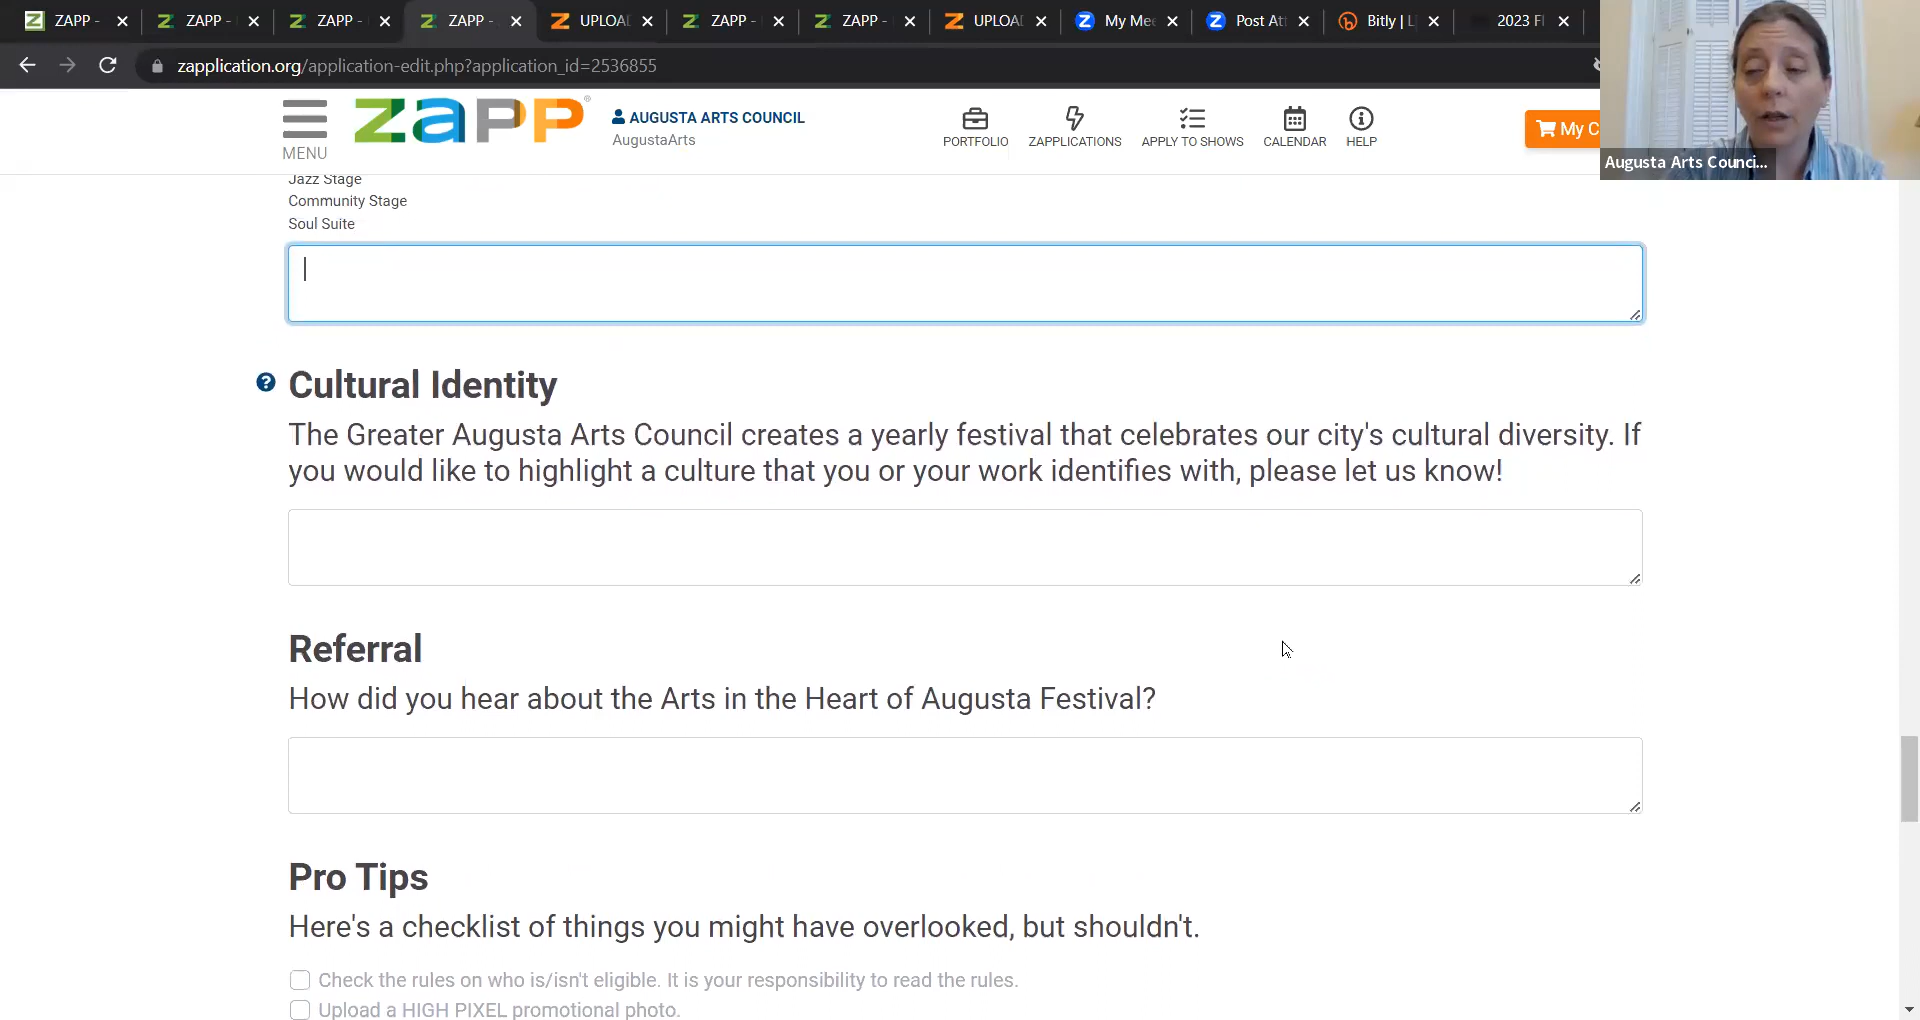 ZAPP -
ZAPP -
ZAPP -
ZAPP -
UPLOA
ZAPP -
ZAPP -
UPLOA
My Me
Post At
Bitly |
2023 F
zapplication.org/application-edit.php?application_id=2536855
MENU
zapp®
AUGUSTA ARTS COUNCIL
AugustaArts
PORTFOLIO
ZAPPLICATIONS
APPLY TO SHOWS
CALENDAR
HELP
My C
Augusta Arts Counci...
Jazz Stage
Community Stage
Soul Suite
Cultural Identity
The Greater Augusta Arts Council creates a yearly festival that celebrates our city's cultural diversity. If
you would like to highlight a culture that you or your work identifies with, please let us know!
Referral
How did you hear about the Arts in the Heart of Augusta Festival?
Pro Tips
Here's a checklist of things you might have overlooked, but shouldn't.
Check the rules on who is/isn't eligible. It is your responsibility to read the rules.
Upload a HIGH PIXEL promotional photo.